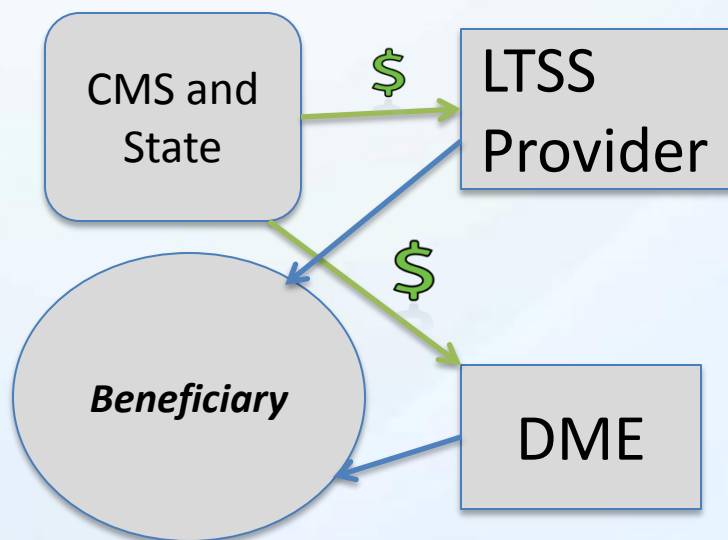 CMS and
State
$
LTSS
Provider
$
Beneficiary
DME